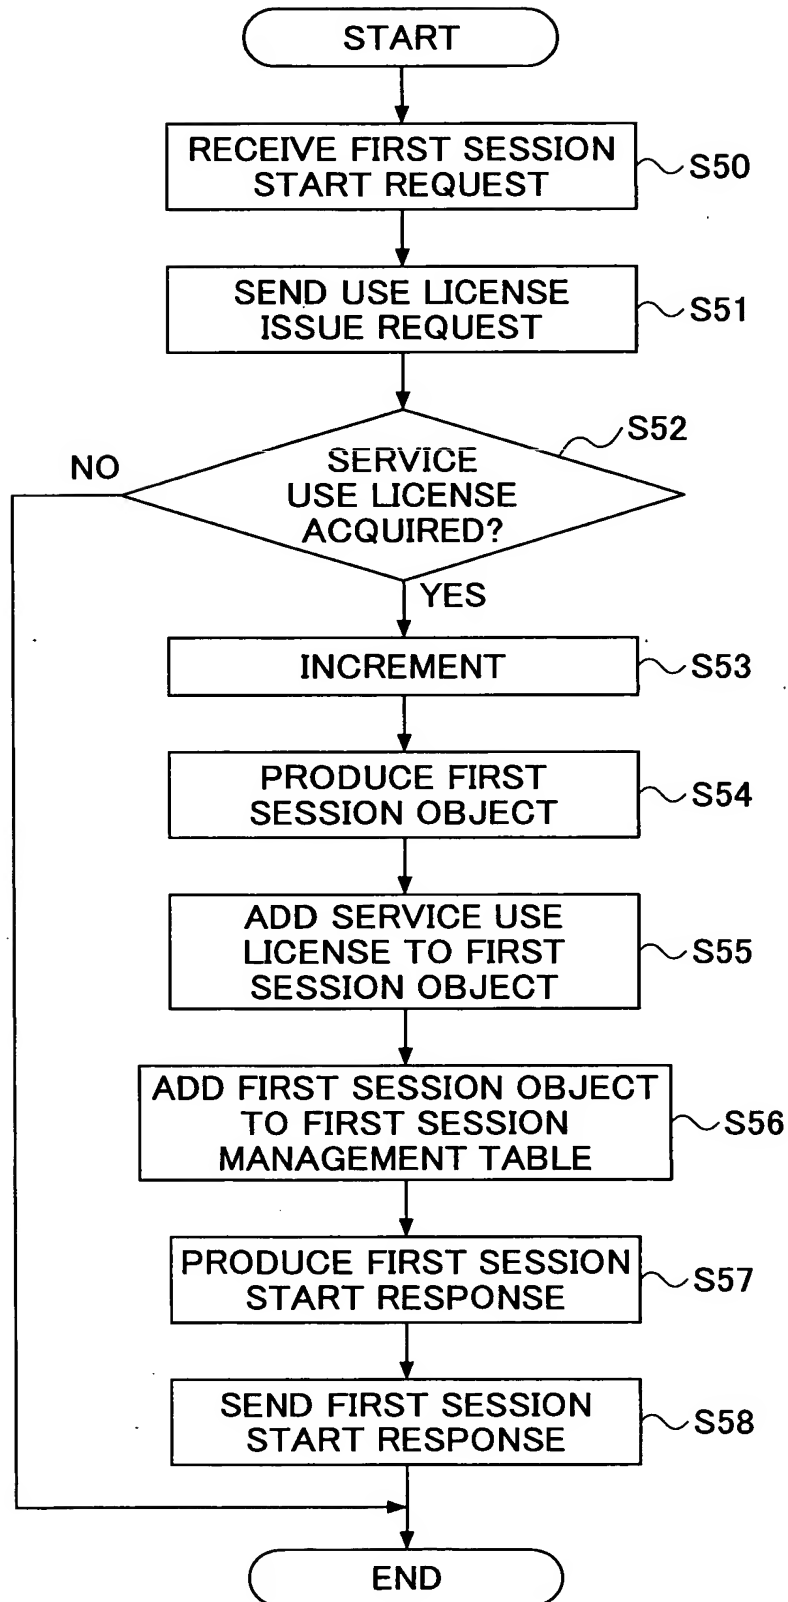 START
RECEIVE FIRST SESSION
START REQUEST
S50
SEND USE LICENSE
ISSUE REQUEST
S51
S52
NO
SERVICE
USE LICENSE
ACQUIRED?
YES
INCREMENT
S53
PRODUCE FIRST
SESSION OBJECT
S54
ADD SERVICE USE
LICENSE TO FIRST
SESSION OBJECT
S55
ADD FIRST SESSION OBJECT
TO FIRST SESSION
MANAGEMENT TABLE
S56
PRODUCE FIRST SESSION
START RESPONSE
S57
SEND FIRST SESSION
START RESPONSE
S58
END